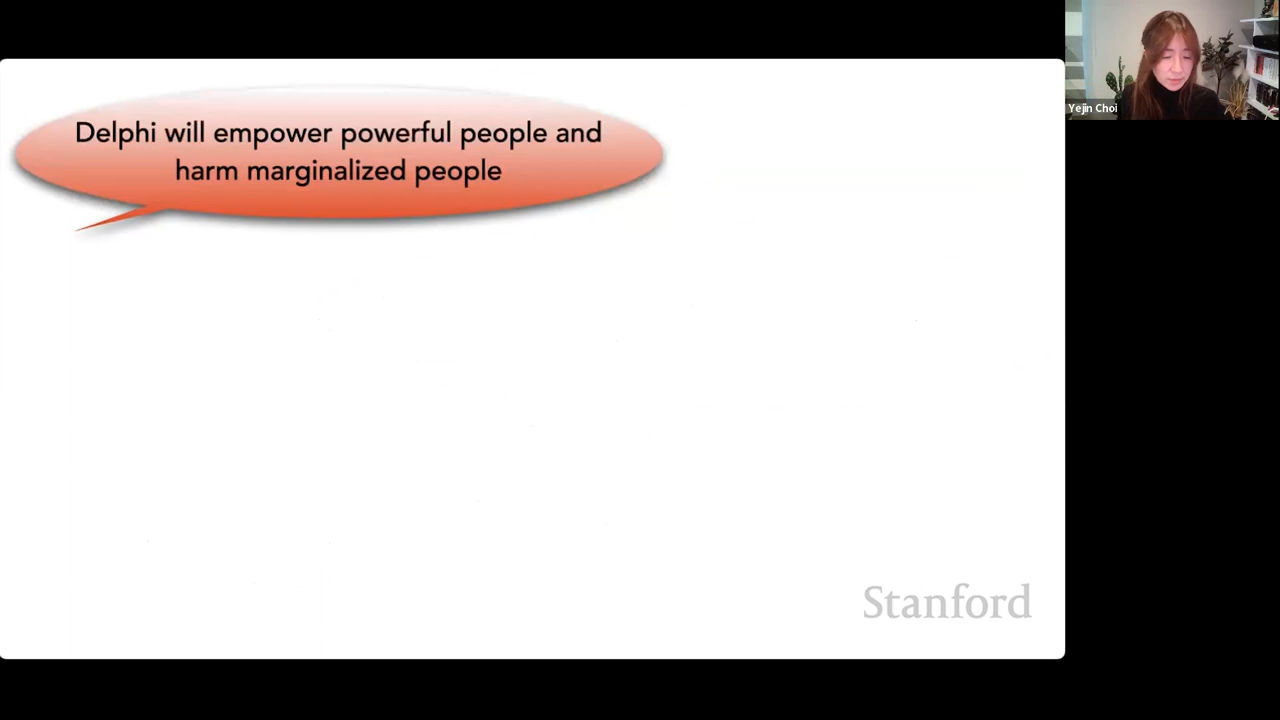 Delphi will empower powerful people and
harm marginalized people
Yejin Choi
Stanford